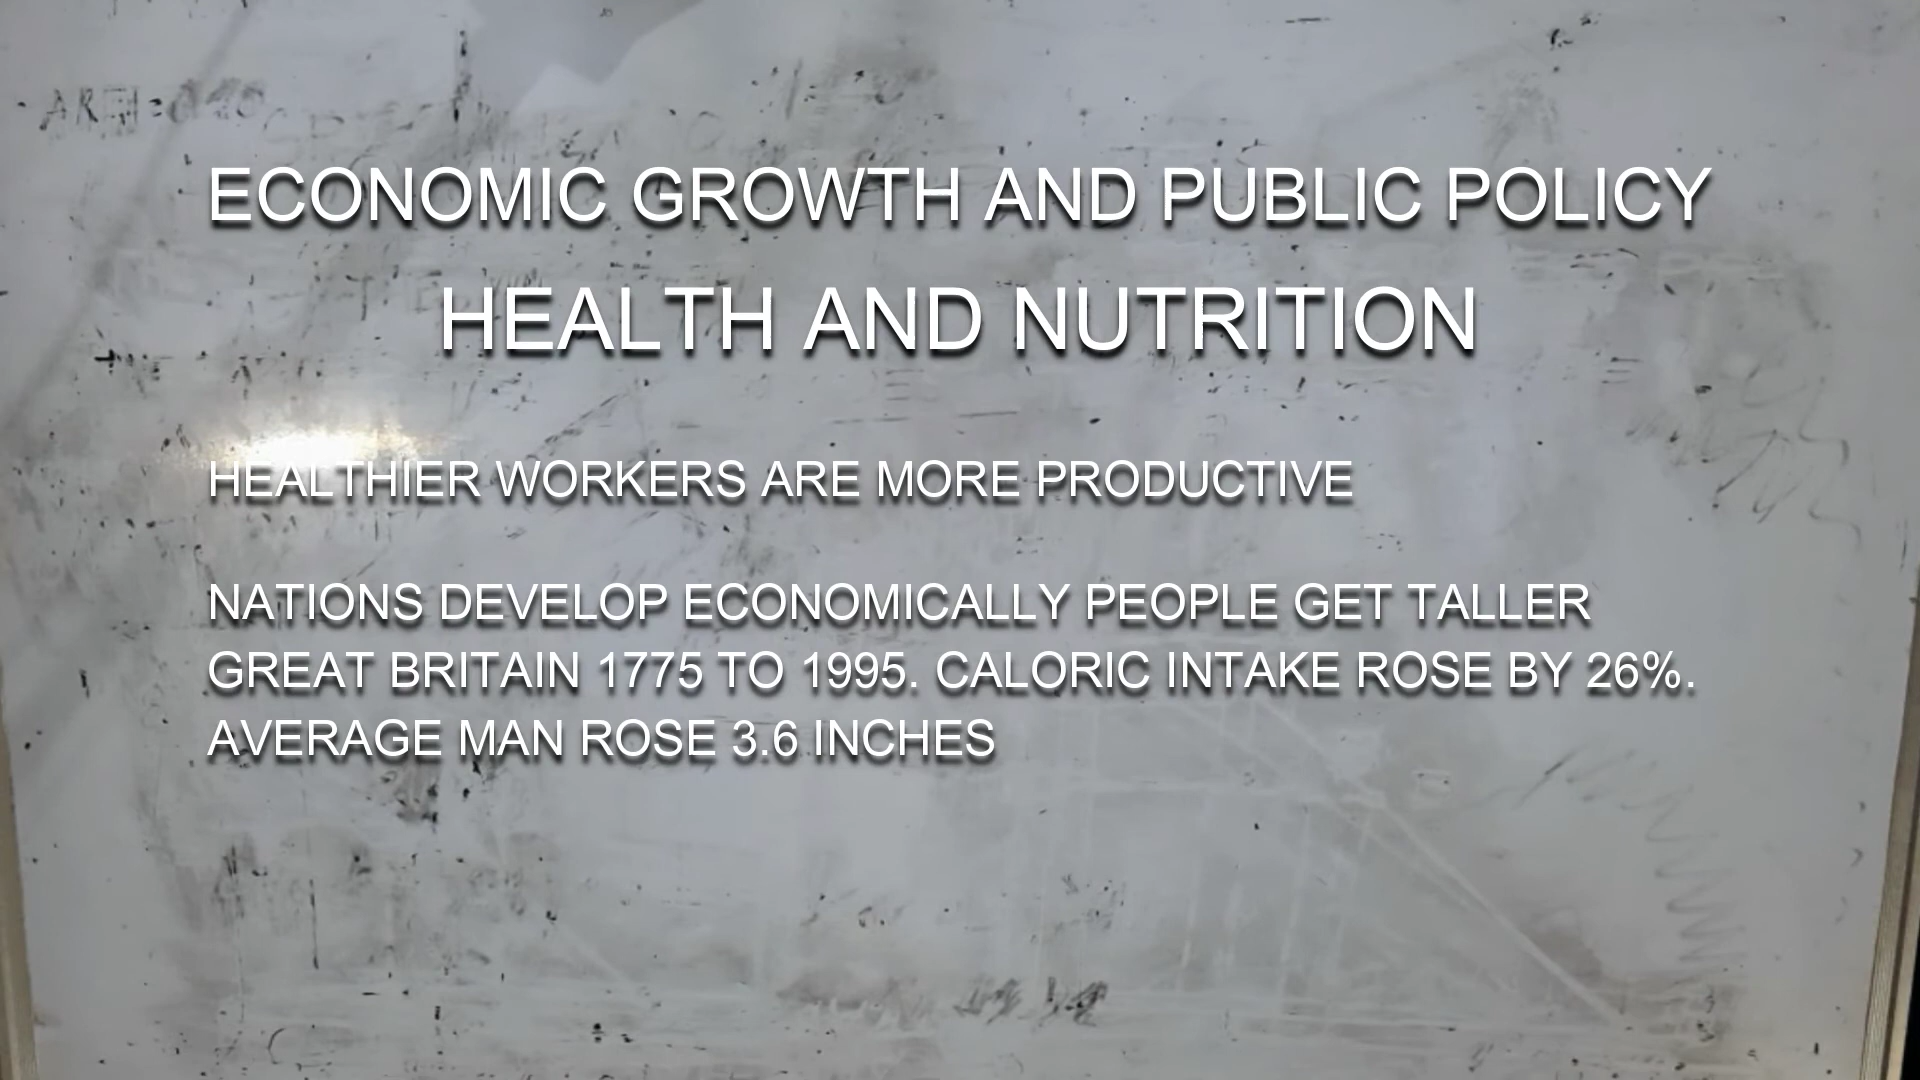 ECONOMIC GROWTH AND PUBLIC POLICY
HEALTH AND NUTRITION
HEALTHIER WORKERS ARE MORE PRODUCTIVE
NATIONS DEVELOP ECONOMICALLY PEOPLE GET TALLER
GREAT BRITAIN 1775 TO 1995. CALORIC INTAKE ROSE BY 26%.
AVERAGE MAN ROSE 3.6 INCHES